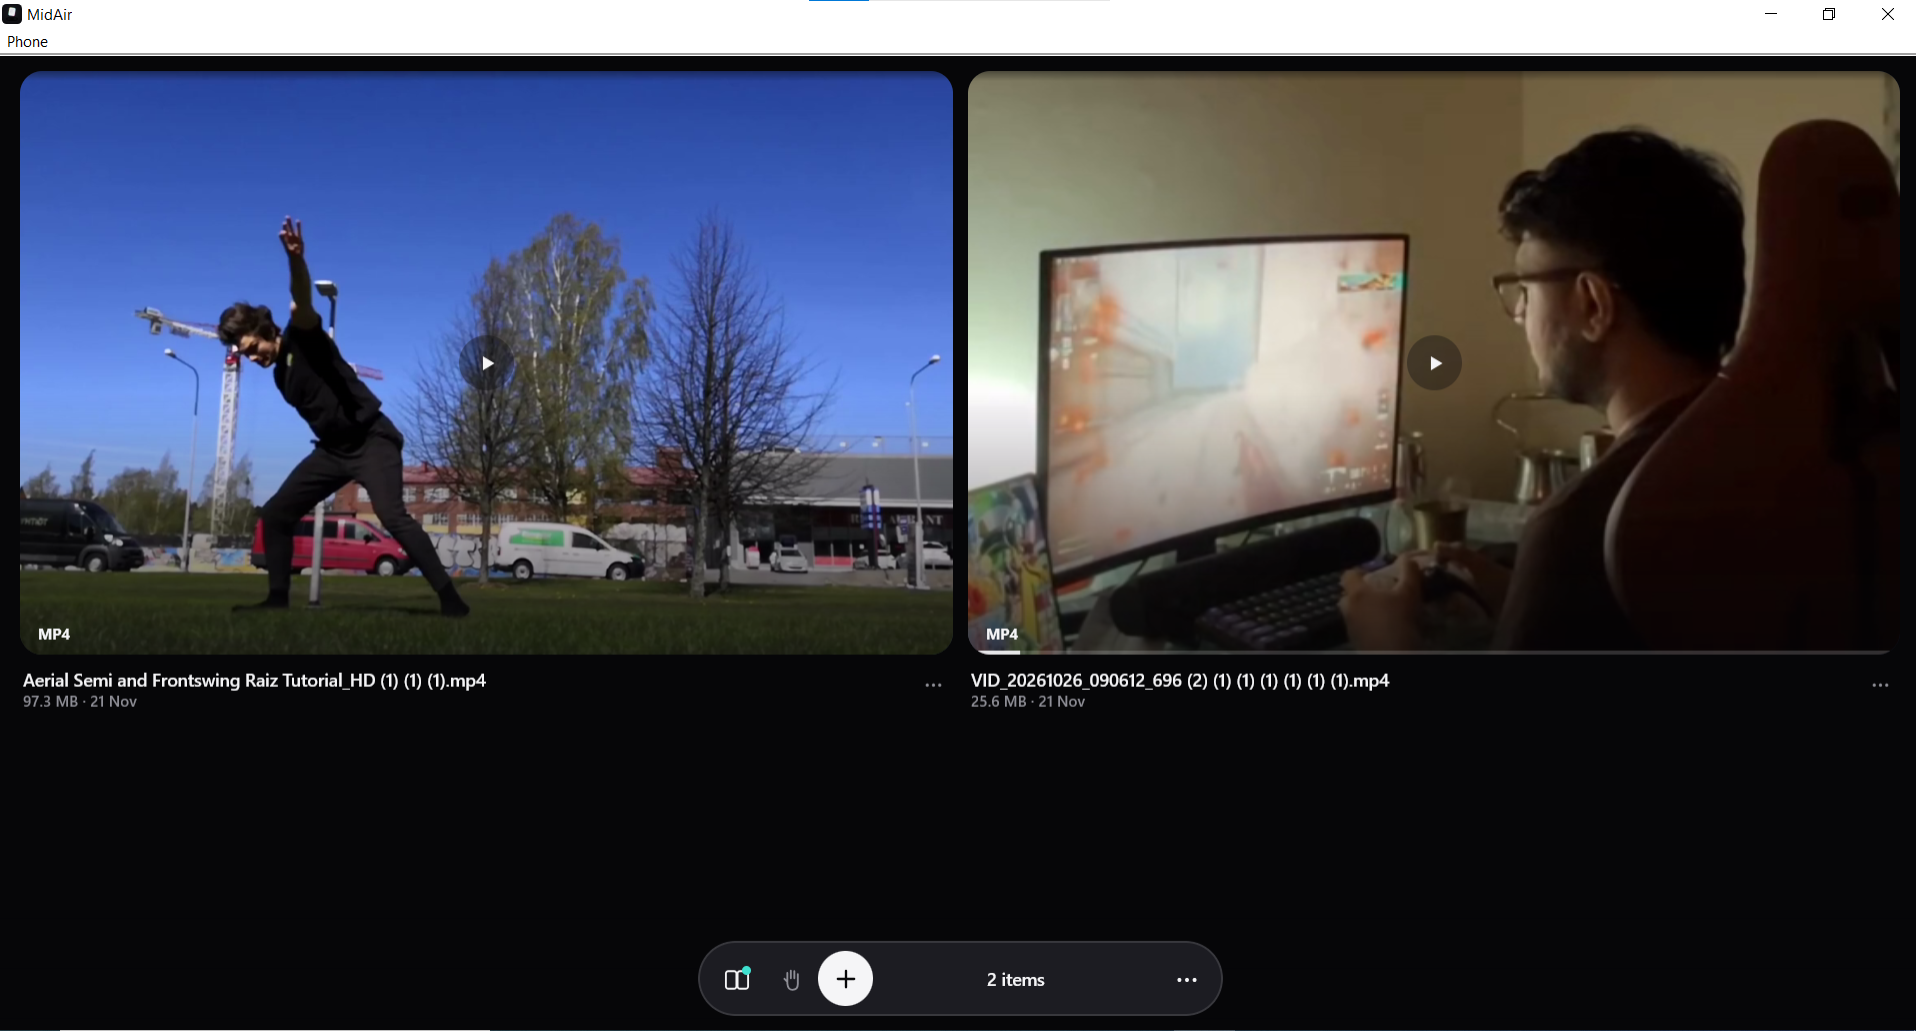 MidAir
Phone
MP4
MP4
Aerial Semi and Frontswing Raiz Tutorial_HD (1) (1) (1).mp4
97.3 MB · 21 Nov
VID_20261026_090612_696 (2) (1) (1) (1) (1) (1) (1).mp4
25.6 MB · 21 Nov
2 items